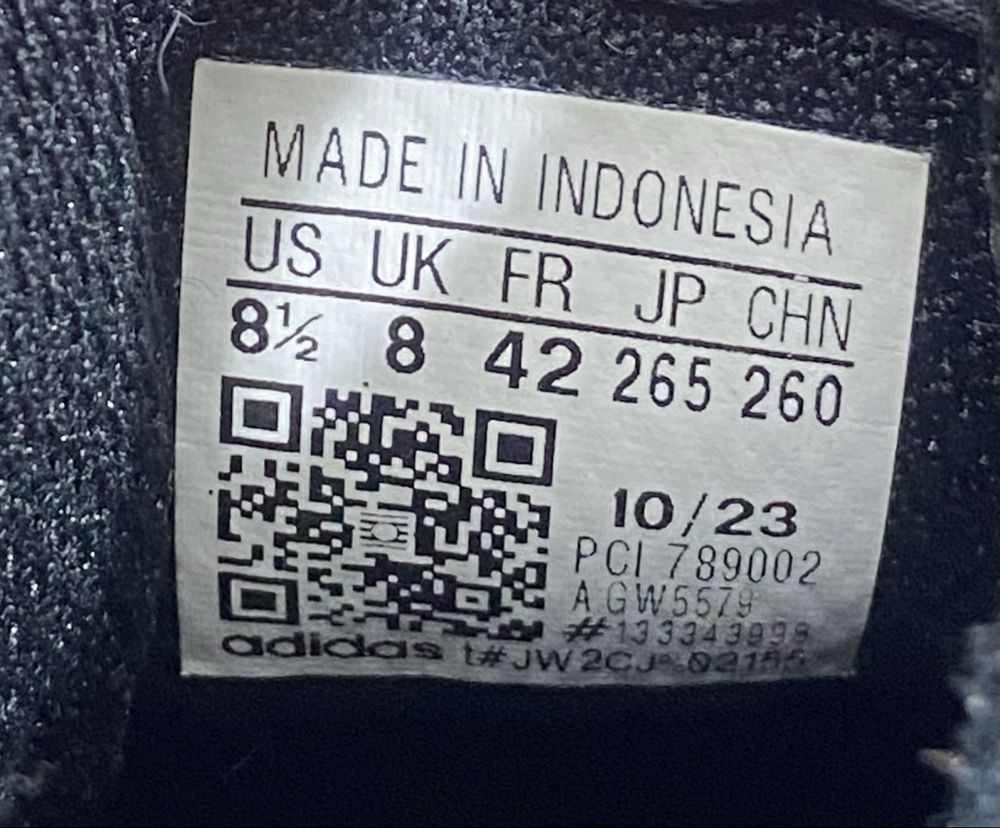 MADE IN INDONESIA
US UK FR JP CHN
8½ 8 42 265 260
10/23
PCI 789002
A GW5579
#133343998
adidas